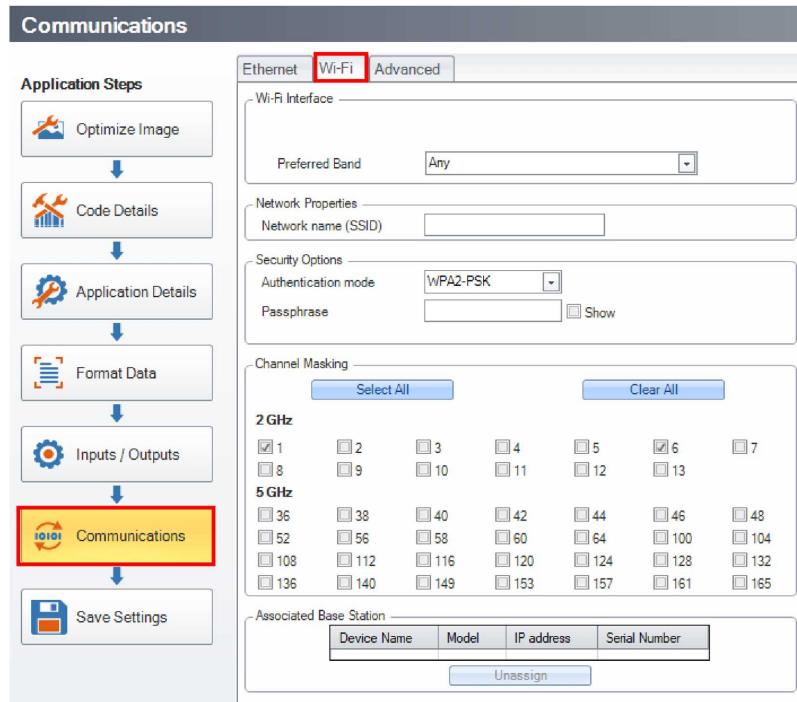 Communications
Application Steps
Optimize Image
Code Details
Application Details
Format Data
Inputs / Outputs
10101
Communications
Save Settings
Ethernet Wi-Fi Advanced
Wi-Fi Interface
Preferred Band Any
Network Properties
Network name (SSID)
Security Options
Authentication mode WPA2-PSK
Passphrase Show
Channel Masking
Select All Clear All
2 GHz
1 2 3 4 5 6 7
8 9 10 11 12 13
5 GHz
36 38 40 42 44 46 48
52 56 58 60 64 100 104
108 112 116 120 124 128 132
136 140 149 153 157 161 165
Associated Base Station
Device Name Model IP address Serial Number
Unassign